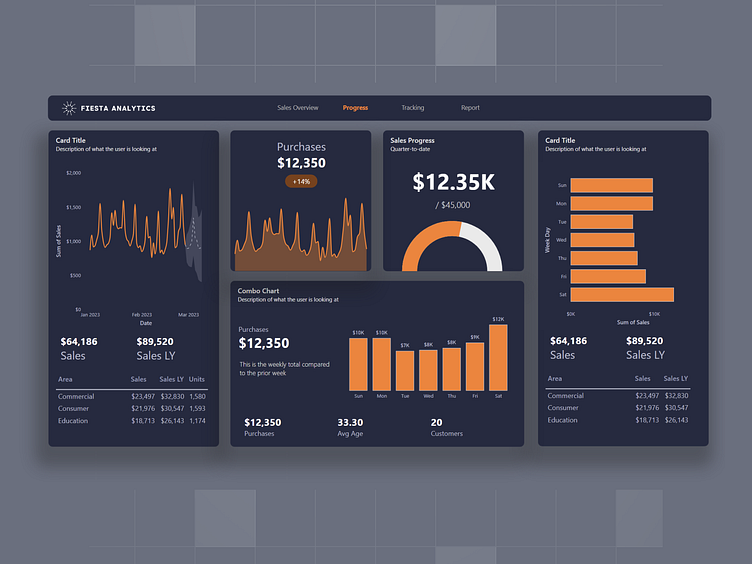 FIESTA ANALYTICS
Sales Overview
Progress
Tracking
Report
Card Title
Description of what the user is looking at
Sum of Sales
$2,000
$1,500
$1,000
$500
$0
Jan 2023
Feb 2023
Mar 2023
Date
$64,186
Sales
$89,520
Sales LY
Area Sales Sales LY Units
Commercial $23,497 $32,830 1,580
Consumer $21,976 $30,547 1,593
Education $18,713 $26,143 1,174
Purchases
$12,350
+14%
Sales Progress
Quarter-to-date
$12.35K
/ $45,000
Combo Chart
Description of what the user is looking at
Purchases
$12,350
This is the weekly total compared
to the prior week
$10K $10K $7K $8K $8K $9K $12K
Sun Mon Tue Wed Thu Fri Sat
$12,350
Purchases
33.30
Avg Age
20
Customers
Card Title
Description of what the user is looking at
Week Day
Sun
Mon
Tue
Wed
Thu
Fri
Sat
$0K
$10K
Sum of Sales
$64,186
Sales
$89,520
Sales LY
Area Sales Sales LY
Commercial $23,497 $32,830
Consumer $21,976 $30,547
Education $18,713 $26,143